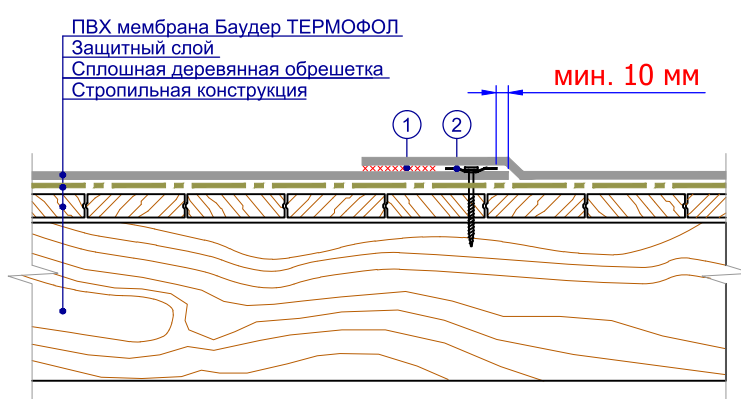 ПВХ мембрана Баудер ТЕРМОФОЛ
Защитный слой
Сплошная деревянная обрешетка
Стропильная конструкция
мин. 10 мм
1
2